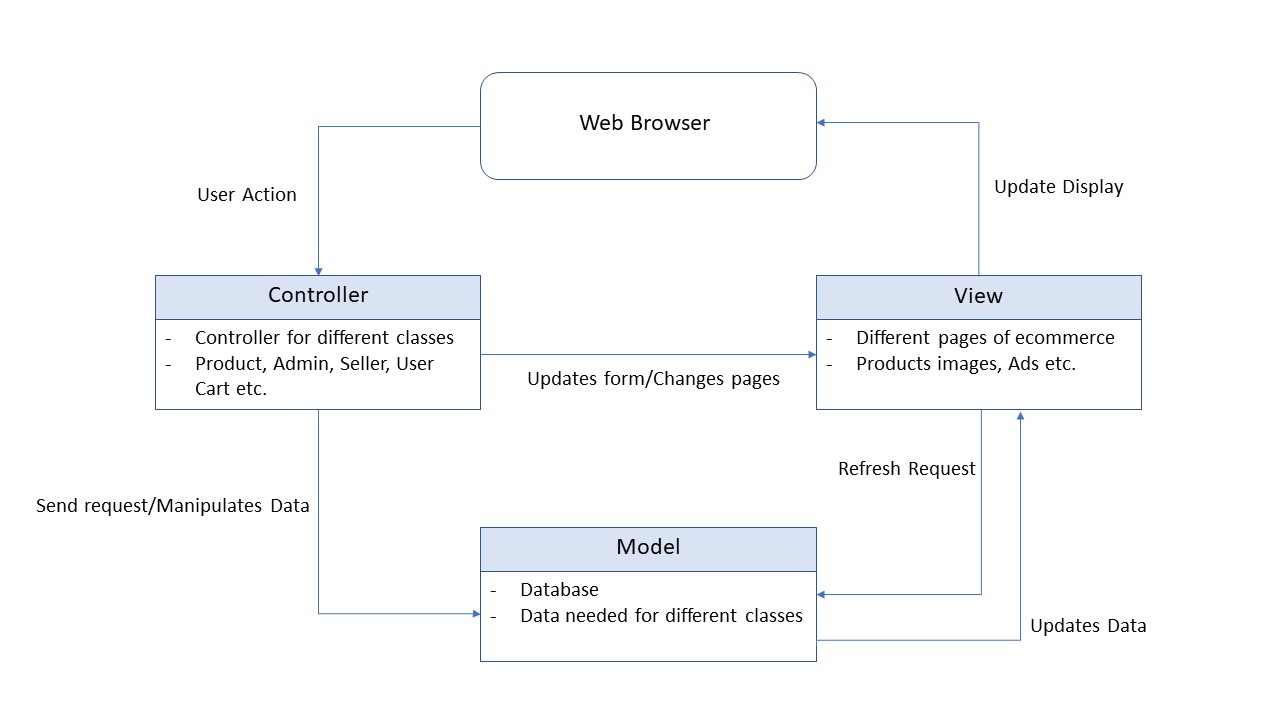 Web Browser
User Action
Update Display
Controller
- Controller for different classes
- Product, Admin, Seller, User
Cart etc.
Updates form/Changes pages
View
- Different pages of ecommerce
- Products images, Ads etc.
Refresh Request
Send request/Manipulates Data
Model
- Database
- Data needed for different classes
Updates Data